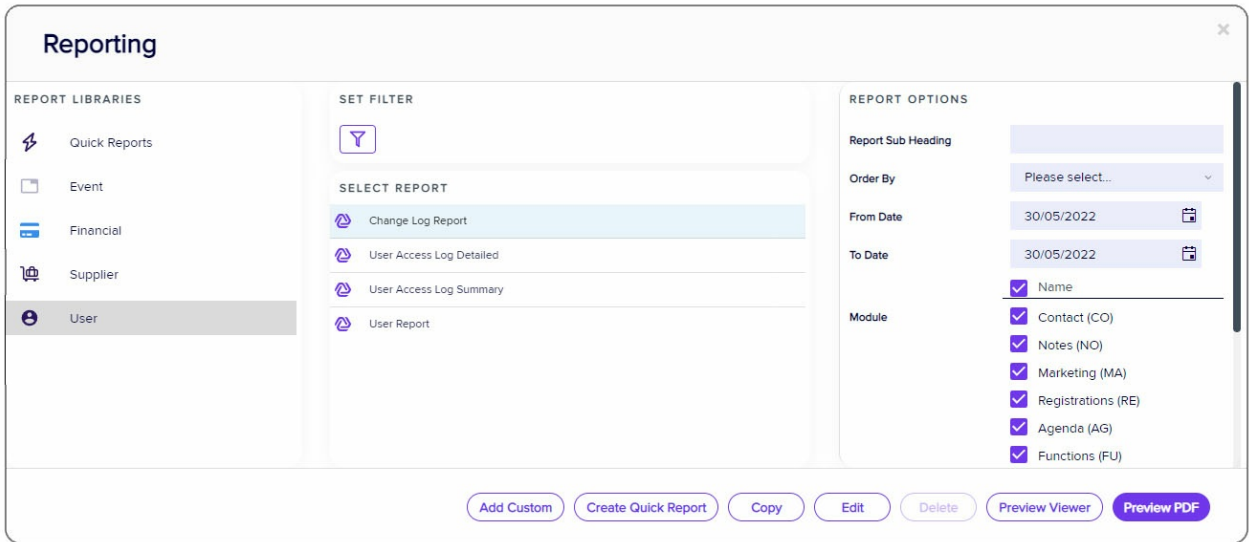 Reporting
REPORT LIBRARIES
Quick Reports
Event
Financial
Supplier
User
SET FILTER
SELECT REPORT
Change Log Report
User Access Log Detailed
User Access Log Summary
User Report
REPORT OPTIONS
Report Sub Heading
Order By Please select...
From Date 30/05/2022
To Date 30/05/2022
Name
Module Contact (CO)
Notes (NO)
Marketing (MA)
Registrations (RE)
Agenda (AG)
Functions (FU)
Add Custom Create Quick Report Copy Edit Delete Preview Viewer Preview PDF